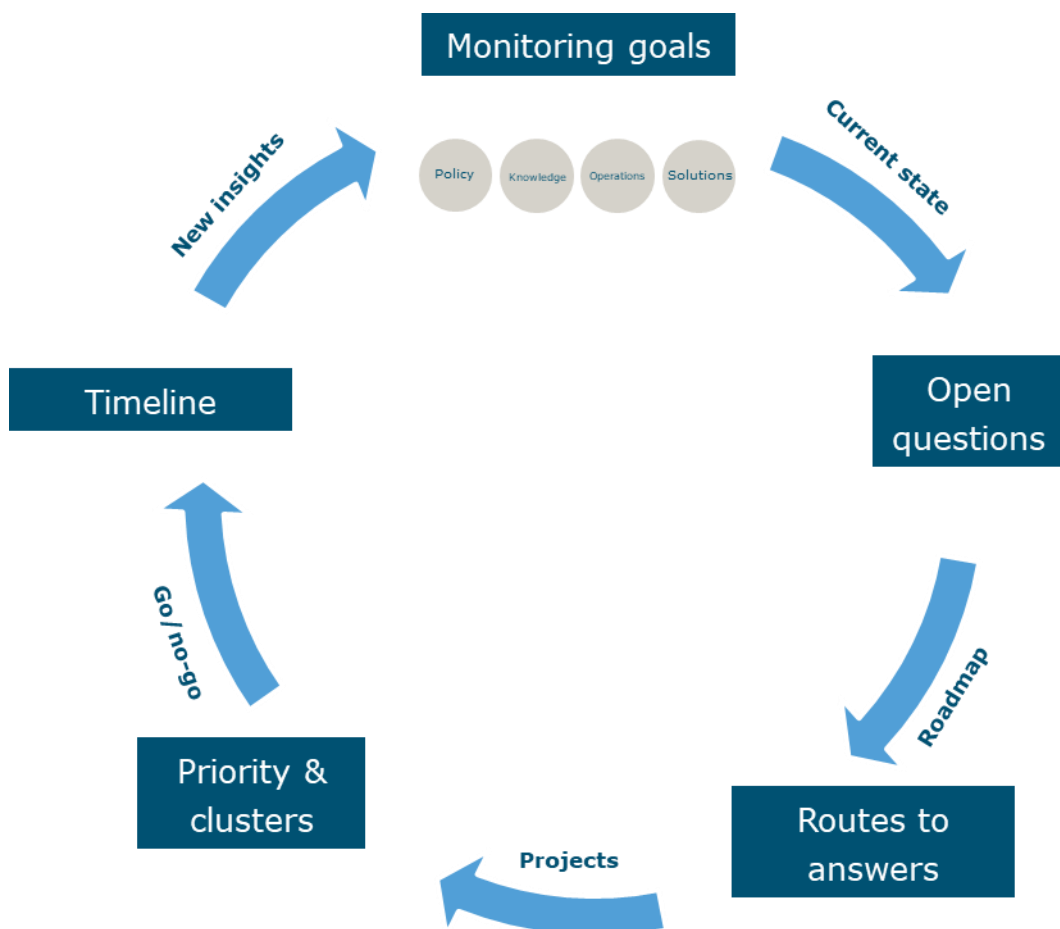 Monitoring goals
Policy
Knowledge
Operations
Solutions
Current state
Open
questions
Roadmap
Routes to
answers
Projects
Priority &
clusters
Go/no-go
Timeline
New insights